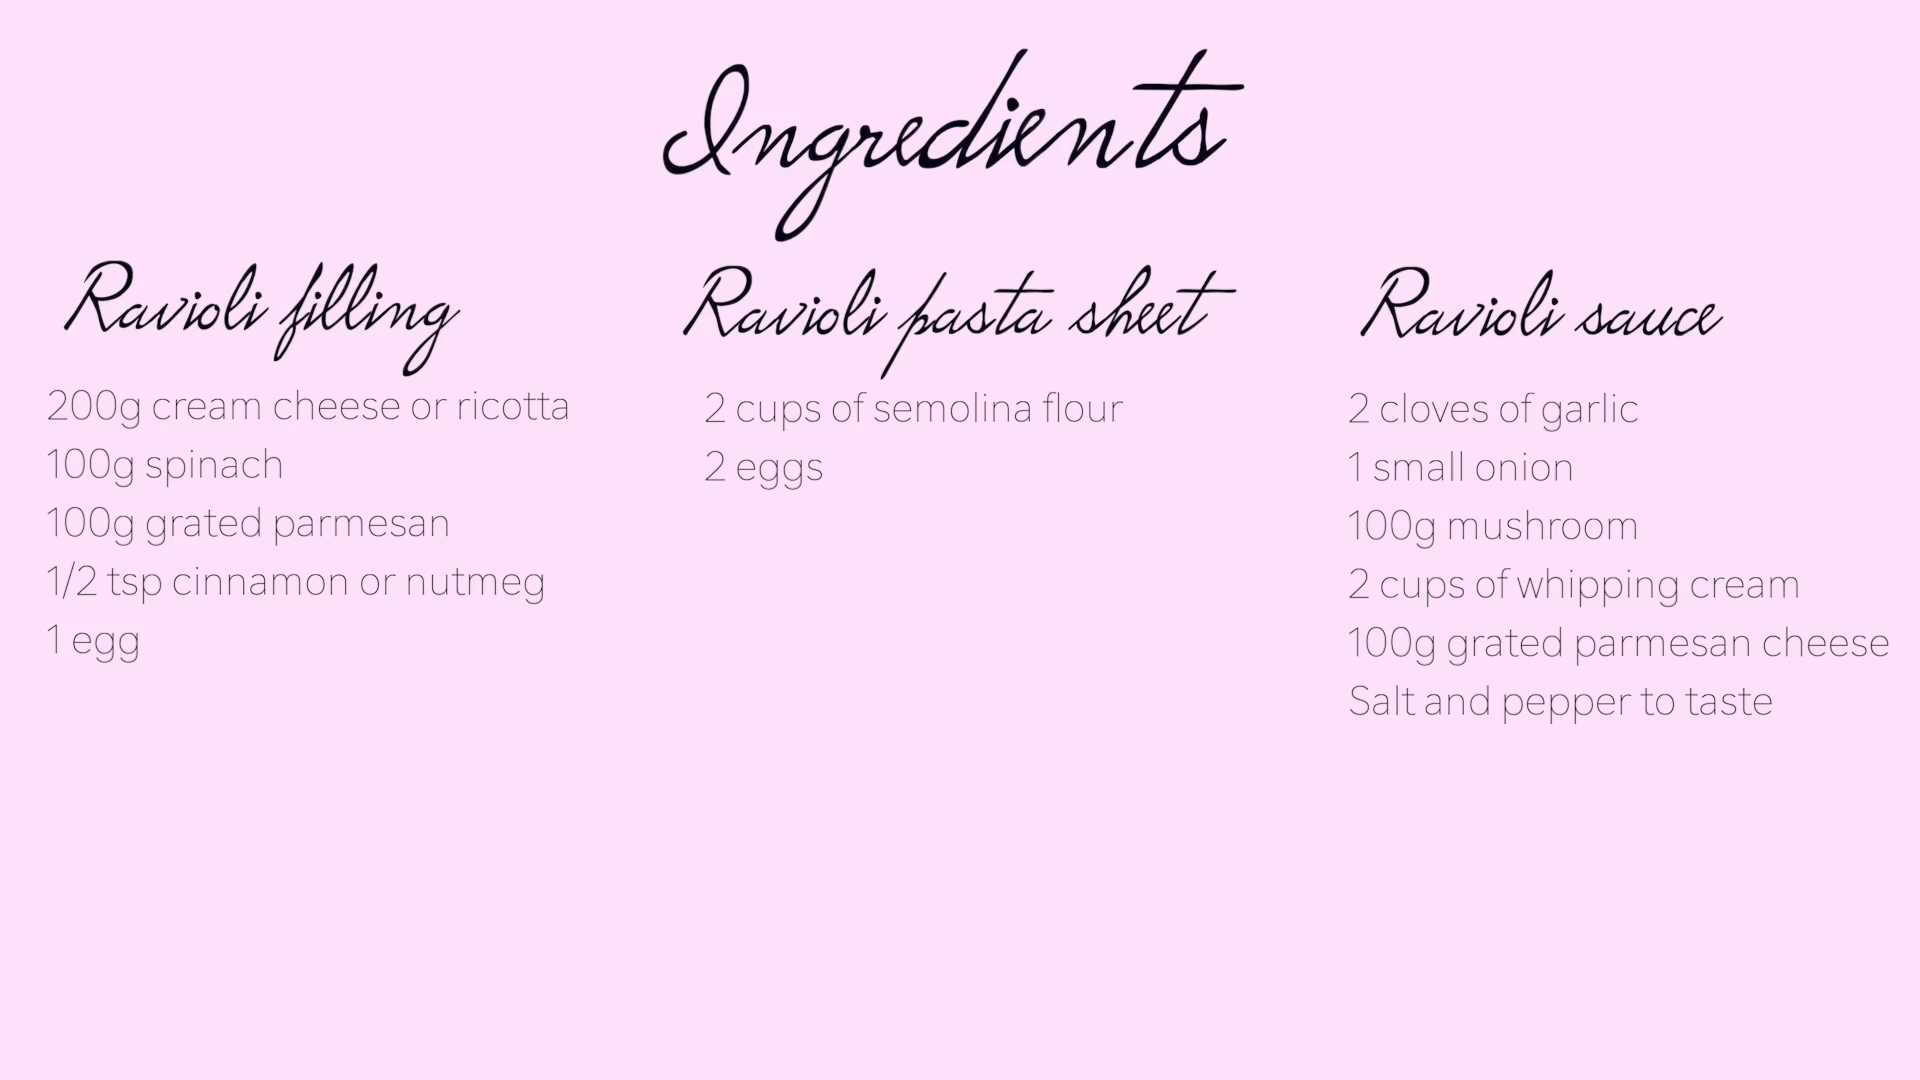 Ingredients
Ravioli filling
200g cream cheese or ricotta
100g spinach
100g grated parmesan
1/2 tsp cinnamon or nutmeg
1 egg
Ravioli pasta sheet
2 cups of semolina flour
2 eggs
Ravioli sauce
2 cloves of garlic
1 small onion
100g mushroom
2 cups of whipping cream
100g grated parmesan cheese
Salt and pepper to taste